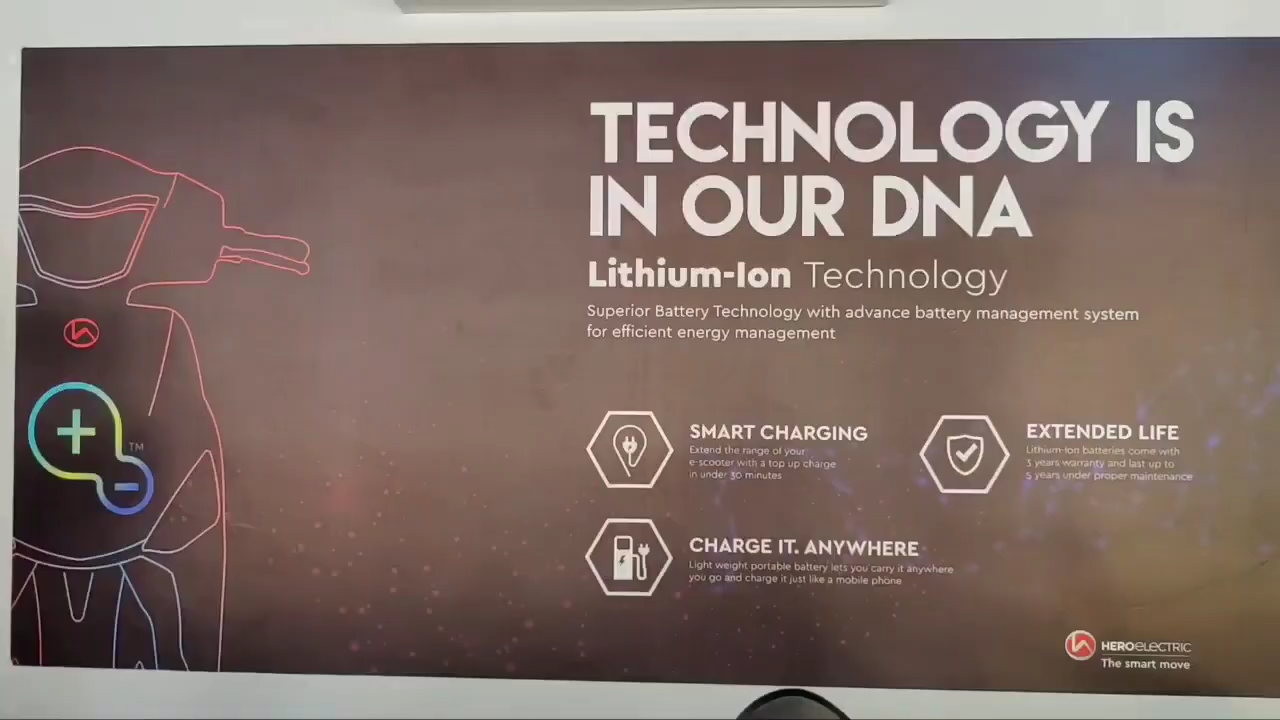 TECHNOLOGY IS
IN OUR DNA
Lithium-Ion Technology
Superior Battery Technology with advance battery management system
for efficient energy management
SMART CHARGING
Extend the range of your
e-scooter with a top up charge
in under 30 minutes
EXTENDED LIFE
Lithium-Ion batteries come with
3 years warranty and last up to
5 years under proper maintenance
CHARGE IT. ANYWHERE
Light weight portable battery lets you carry it anywhere
you go and charge it just like a mobile phone
TM
HERO ELECTRIC
The smart move